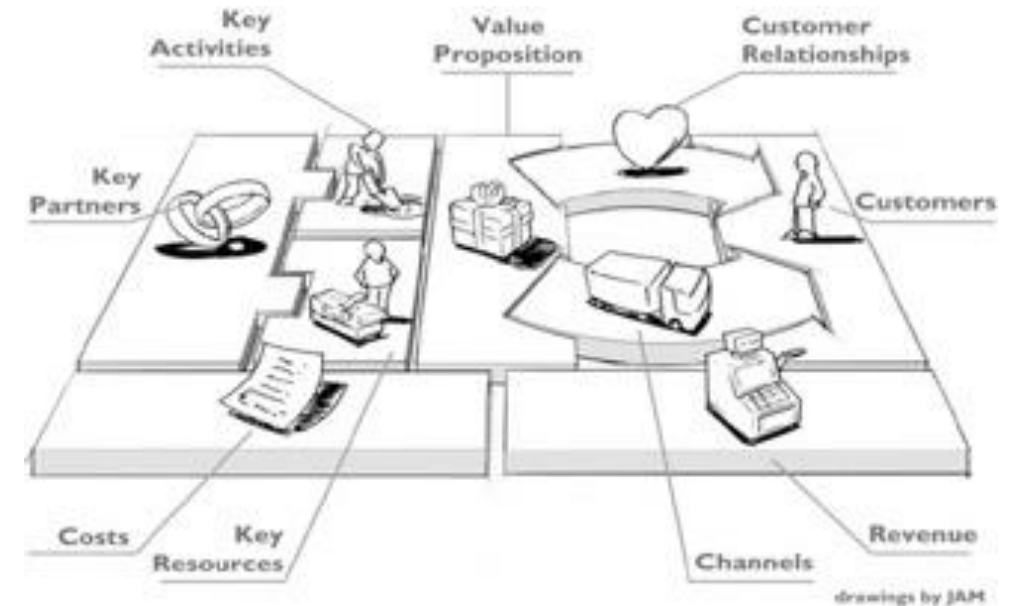 Key
Activities
Value
Proposition
Customer
Relationships
Key
Partners
Customers
Costs
Key
Resources
Channels
Revenue
drawings by JAM